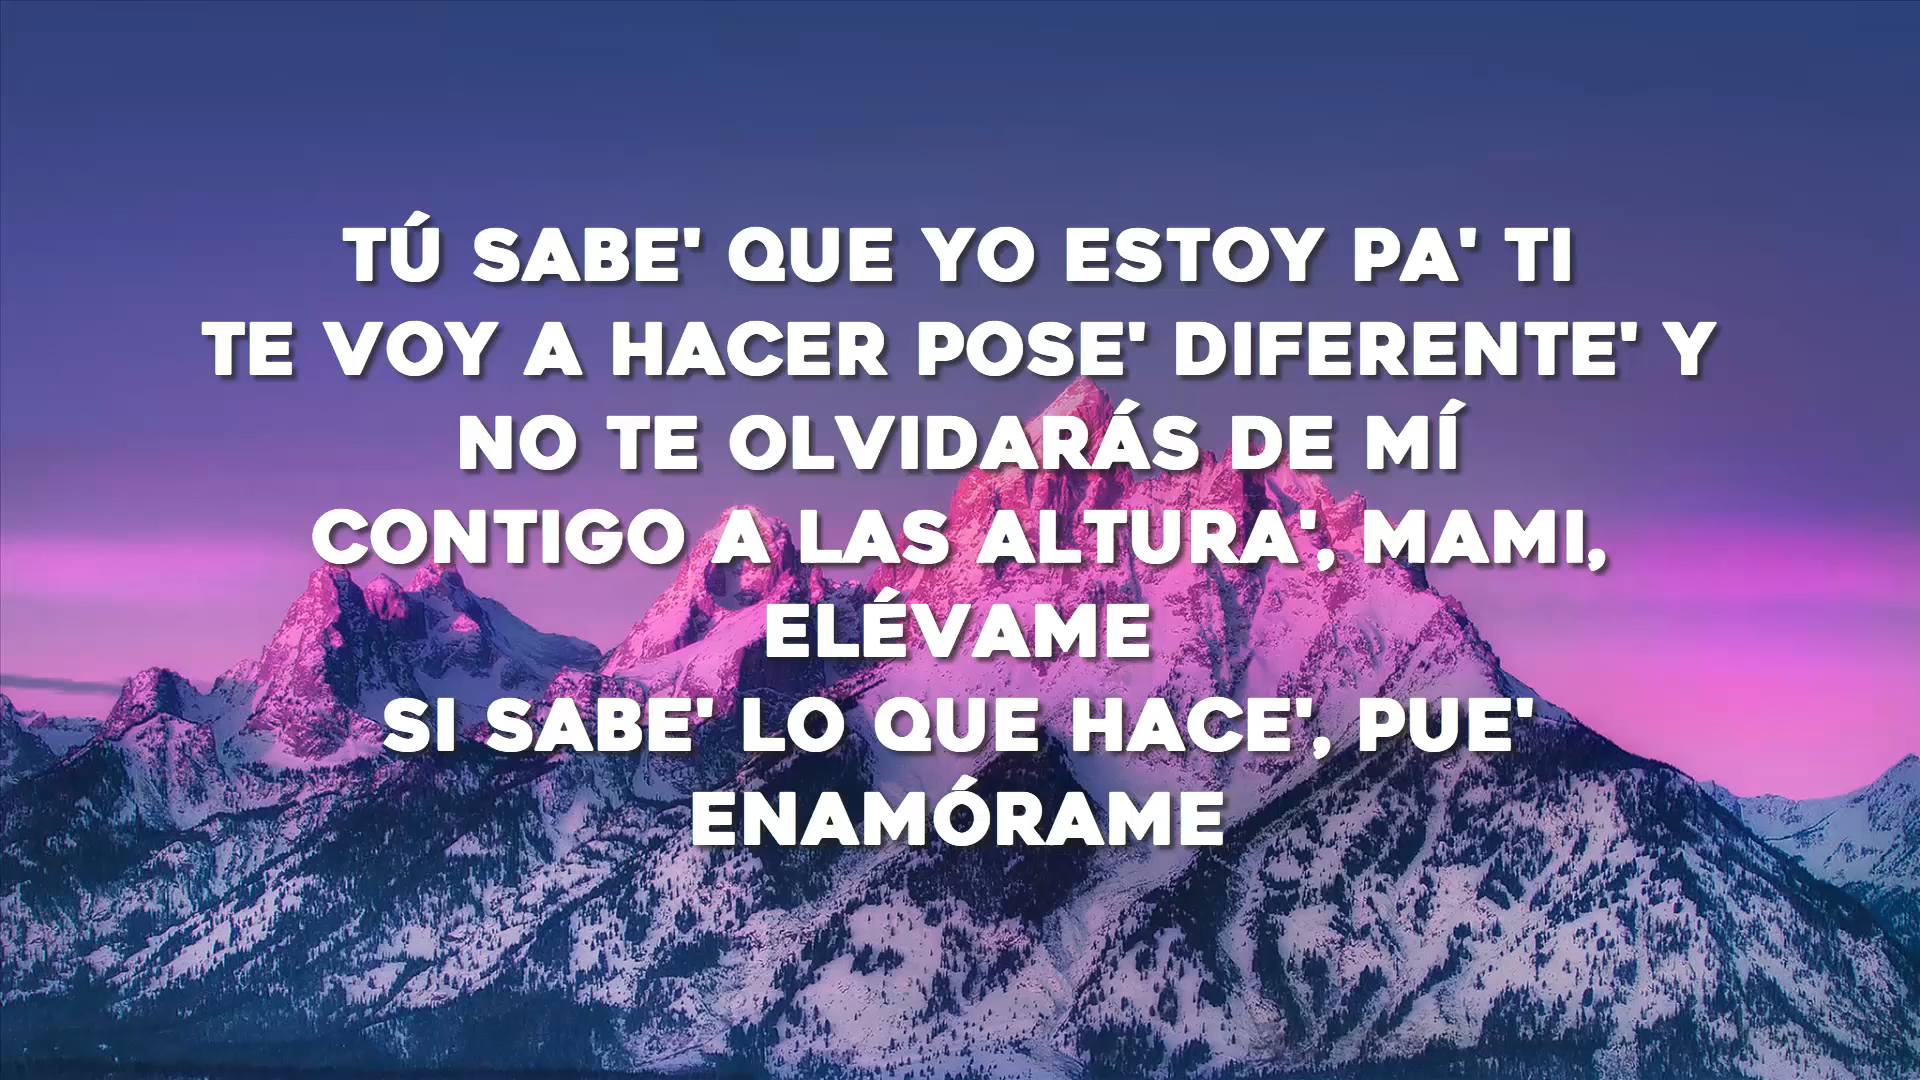 TÚ SABE' QUE YO ESTOY PA' TI
TE VOY A HACER POSE' DIFERENTE' Y
NO TE OLVIDARÁS DE MÍ
CONTIGO A LAS ALTURA', MAMI,
ELÉVAME
SI SABE' LO QUE HACE', PUE'
ENAMÓRAME